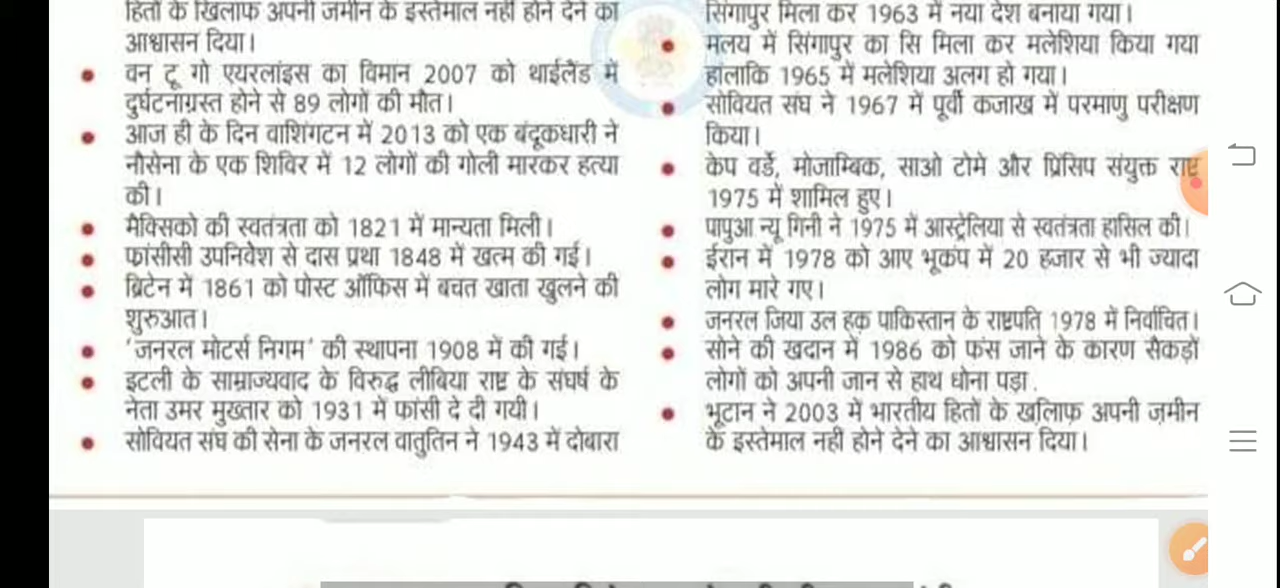 हितों के खिलाफ अपनी जमीन के इस्तेमाल नहीं होने देने का
आश्वासन दिया।
वन टू गो एयरलांइस का विमान 2007 को थाईलैंड में
दुर्घटनाग्रस्त होने से 89 लोगों की मौत।
आज ही के दिन वाशिंगटन में 2013 को एक बंदूकधारी ने
नौसेना के एक शिविर में 12 लोगों की गोली मारकर हत्या
की।
मैक्सिको की स्वतंत्रता को 1821 में मान्यता मिली।
फ्रांसीसी उपनिवेश से दास प्रथा 1848 में खत्म की गई।
ब्रिटेन में 1861 को पोस्ट ऑफिस में बचत खाता खुलने की
शुरुआत।
'जनरल मोटर्स निगम' की स्थापना 1908 में की गई।
इटली के साम्राज्यवाद के विरुद्ध लीबिया राष्ट्र के संघर्ष के
नेता उमर मुख्तार को 1931 में फांसी दे दी गयी।
सोवियत संघ की सेना के जनरल वातुतिन ने 1943 में दोबारा
सिंगापुर मिला कर 1963 में नया देश बनाया गया।
मलय में सिंगापुर का सि मिला कर मलेशिया किया गया
हालाकि 1965 में मलेशिया अलग हो गया।
सोवियत संघ ने 1967 में पूर्वी कजाख में परमाणु परीक्षण
किया।
केप वर्डे, मोजाम्बिक, साओ टोमे और प्रिंसिप संयुक्त राष्ट्र
1975 में शामिल हुए।
पापुआ न्यू गिनी ने 1975 में आस्ट्रेलिया से स्वतंत्रता हासिल की।
ईरान में 1978 को आए भूकंप में 20 हजार से भी ज्यादा
लोग मारे गए।
जनरल जिया उल हक़ पाकिस्तान के राष्ट्रपति 1978 में निर्वाचित।
सोने की खदान में 1986 को फंस जाने के कारण सैकड़ों
लोगों को अपनी जान से हाथ धोना पड़ा.
भूटान ने 2003 में भारतीय हितों के खिलाफ़ अपनी ज़मीन
के इस्तेमाल नहीं होने देने का आश्वासन दिया।